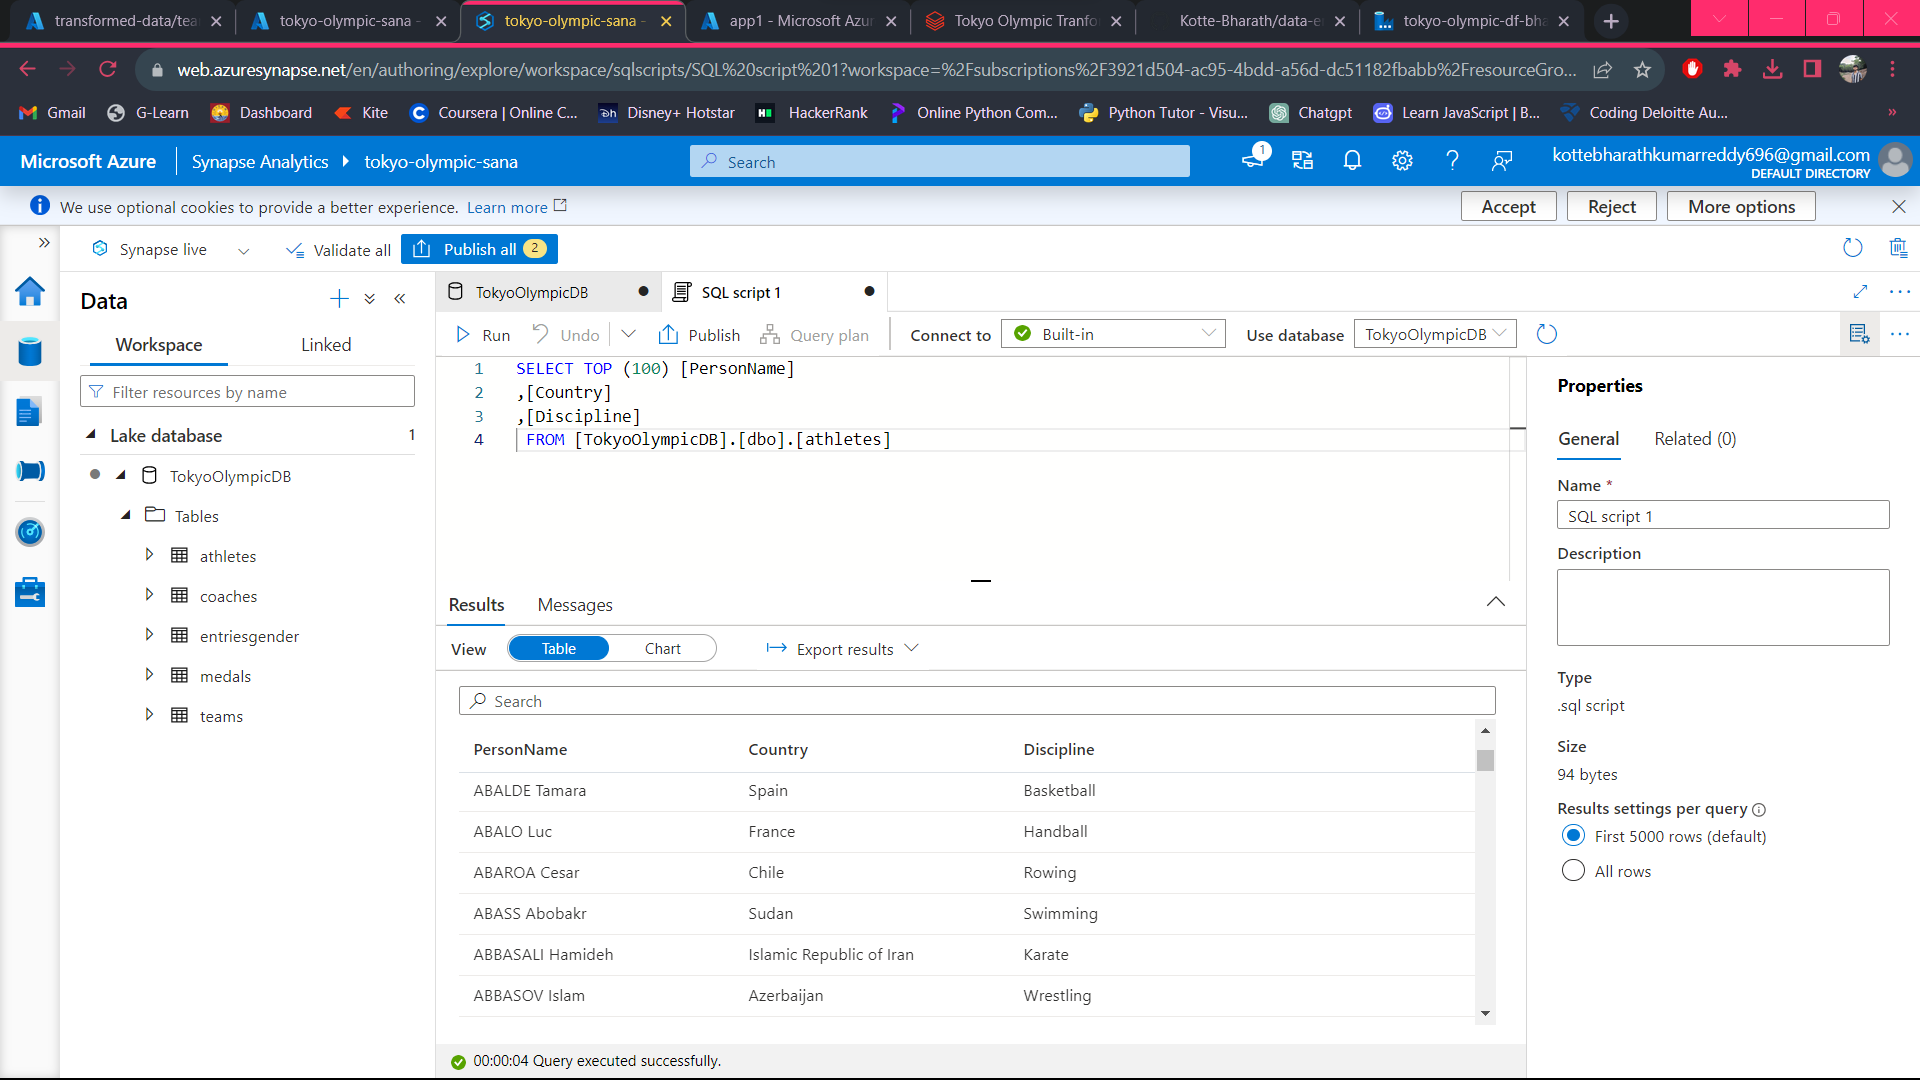 transformed-data/tea
tokyo-olympic-sana -
tokyo-olympic-sana -
app1 - Microsoft Azur
Tokyo Olympic Tranfo
Kotte-Bharath/data-e
tokyo-olympic-df-bha
web.azuresynapse.net/en/authoring/explore/workspace/sqlscripts/SQL%20script%201?workspace=%2Fsubscriptions%2F3921d504-ac95-4bdd-a56d-dc51182fbabb%2FresourceGro...
Gmail
G-Learn
Dashboard
Kite
Coursera | Online C...
Disney+ Hotstar
HackerRank
Online Python Com...
Python Tutor - Visu...
Chatgpt
Learn JavaScript | B...
Coding Deloitte Au...
»
Microsoft Azure
Synapse Analytics
tokyo-olympic-sana
Search
1
kottebharathkumarreddy696@gmail.com
DEFAULT DIRECTORY
We use optional cookies to provide a better experience. Learn more
Accept
Reject
More options
Synapse live
Validate all
Publish all 2
Data
Workspace
Linked
Filter resources by name
Lake database 1
TokyoOlympicDB
Tables
athletes
coaches
entriesgender
medals
teams
TokyoOlympicDB
SQL script 1
Run
Undo
Publish
Query plan
Connect to
Built-in
Use database
TokyoOlympicDB
1 SELECT TOP (100) [PersonName]
2 ,[Country]
3 ,[Discipline]
4 FROM [TokyoOlympicDB].[dbo].[athletes]
Results
Messages
View
Table
Chart
Export results
Search
PersonName Country Discipline
ABALDE Tamara Spain Basketball
ABALO Luc France Handball
ABAROA Cesar Chile Rowing
ABASS Abobakr Sudan Swimming
ABBASALI Hamideh Islamic Republic of Iran Karate
ABBASOV Islam Azerbaijan Wrestling
00:00:04 Query executed successfully.
Properties
General
Related (0)
Name *
SQL script 1
Description
Type
.sql script
Size
94 bytes
Results settings per query
First 5000 rows (default)
All rows